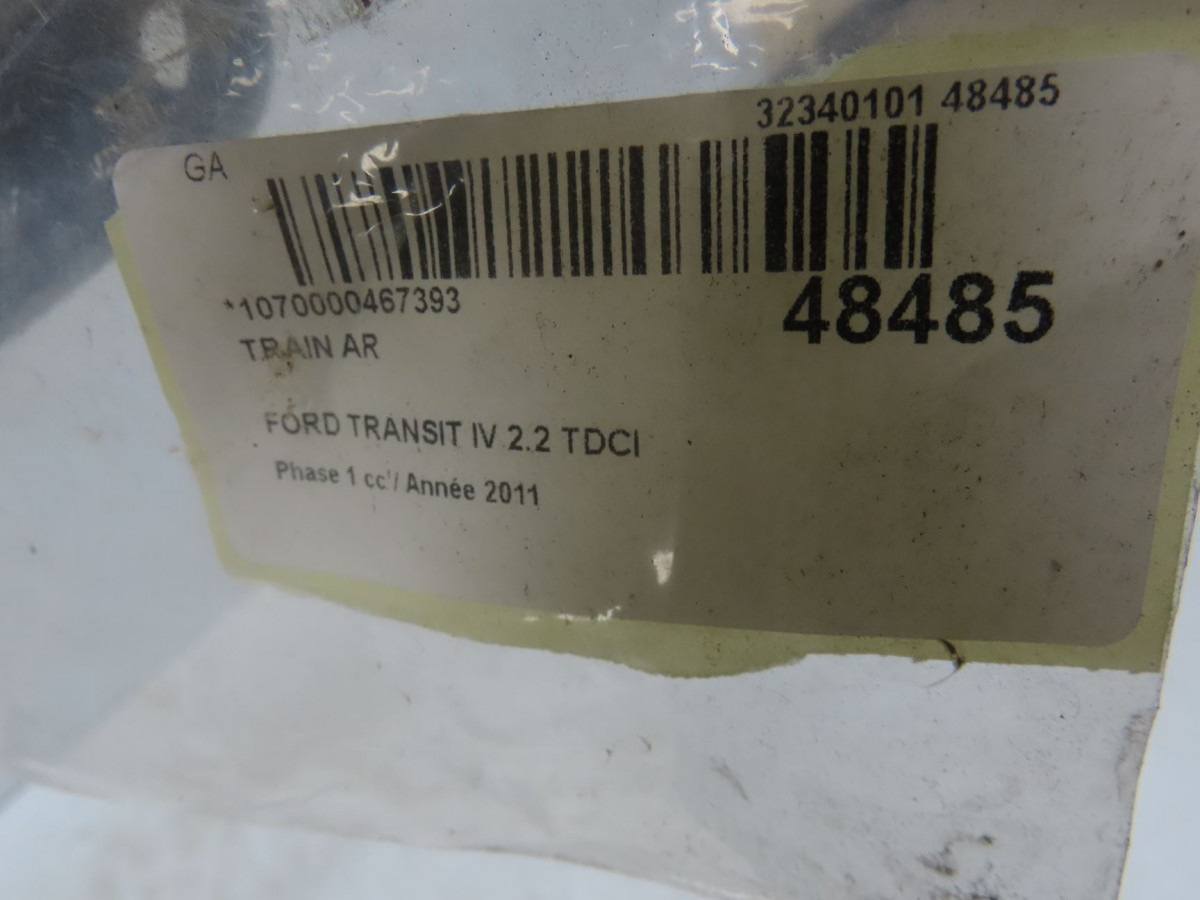 32340101 48485
GA
*1070000467393
48485
TRAIN AR
FORD TRANSIT IV 2.2 TDCI
Phase 1 cc'/ Année 2011